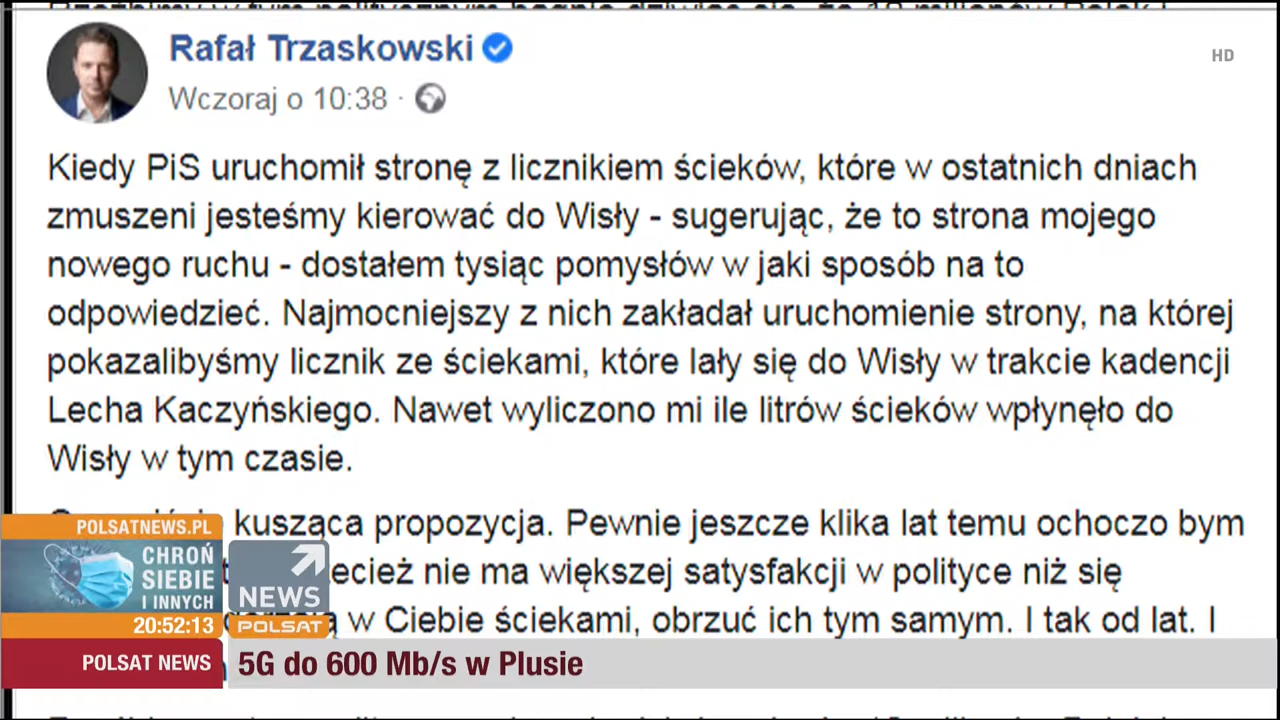 Rafał Trzaskowski
HD
Wczoraj o 10:38 ·
Kiedy PiS uruchomił stronę z licznikiem ścieków, które w ostatnich dniach
zmuszeni jesteśmy kierować do Wisły - sugerując, że to strona mojego
nowego ruchu - dostałem tysiąc pomysłów w jaki sposób na to
odpowiedzieć. Najmocniejszy z nich zakładał uruchomienie strony, na której
pokazalibyśmy licznik ze ściekami, które lały się do Wisły w trakcie kadencji
Lecha Kaczyńskiego. Nawet wyliczono mi ile litrów ścieków wpłynęło do
Wisły w tym czasie.
kusząca propozycja. Pewnie jeszcze klika lat temu ochoczo bym
nie ma większej satysfakcji w polityce niż się
w Ciebie ściekami, obrzuć ich tym samym. I tak od lat. I
POLSATNEWS.PL
CHROŃ
SIEBIE
I INNYCH
20:52:13
NEWS
POLSAT
POLSAT NEWS
5G do 600 Mb/s w Plusie